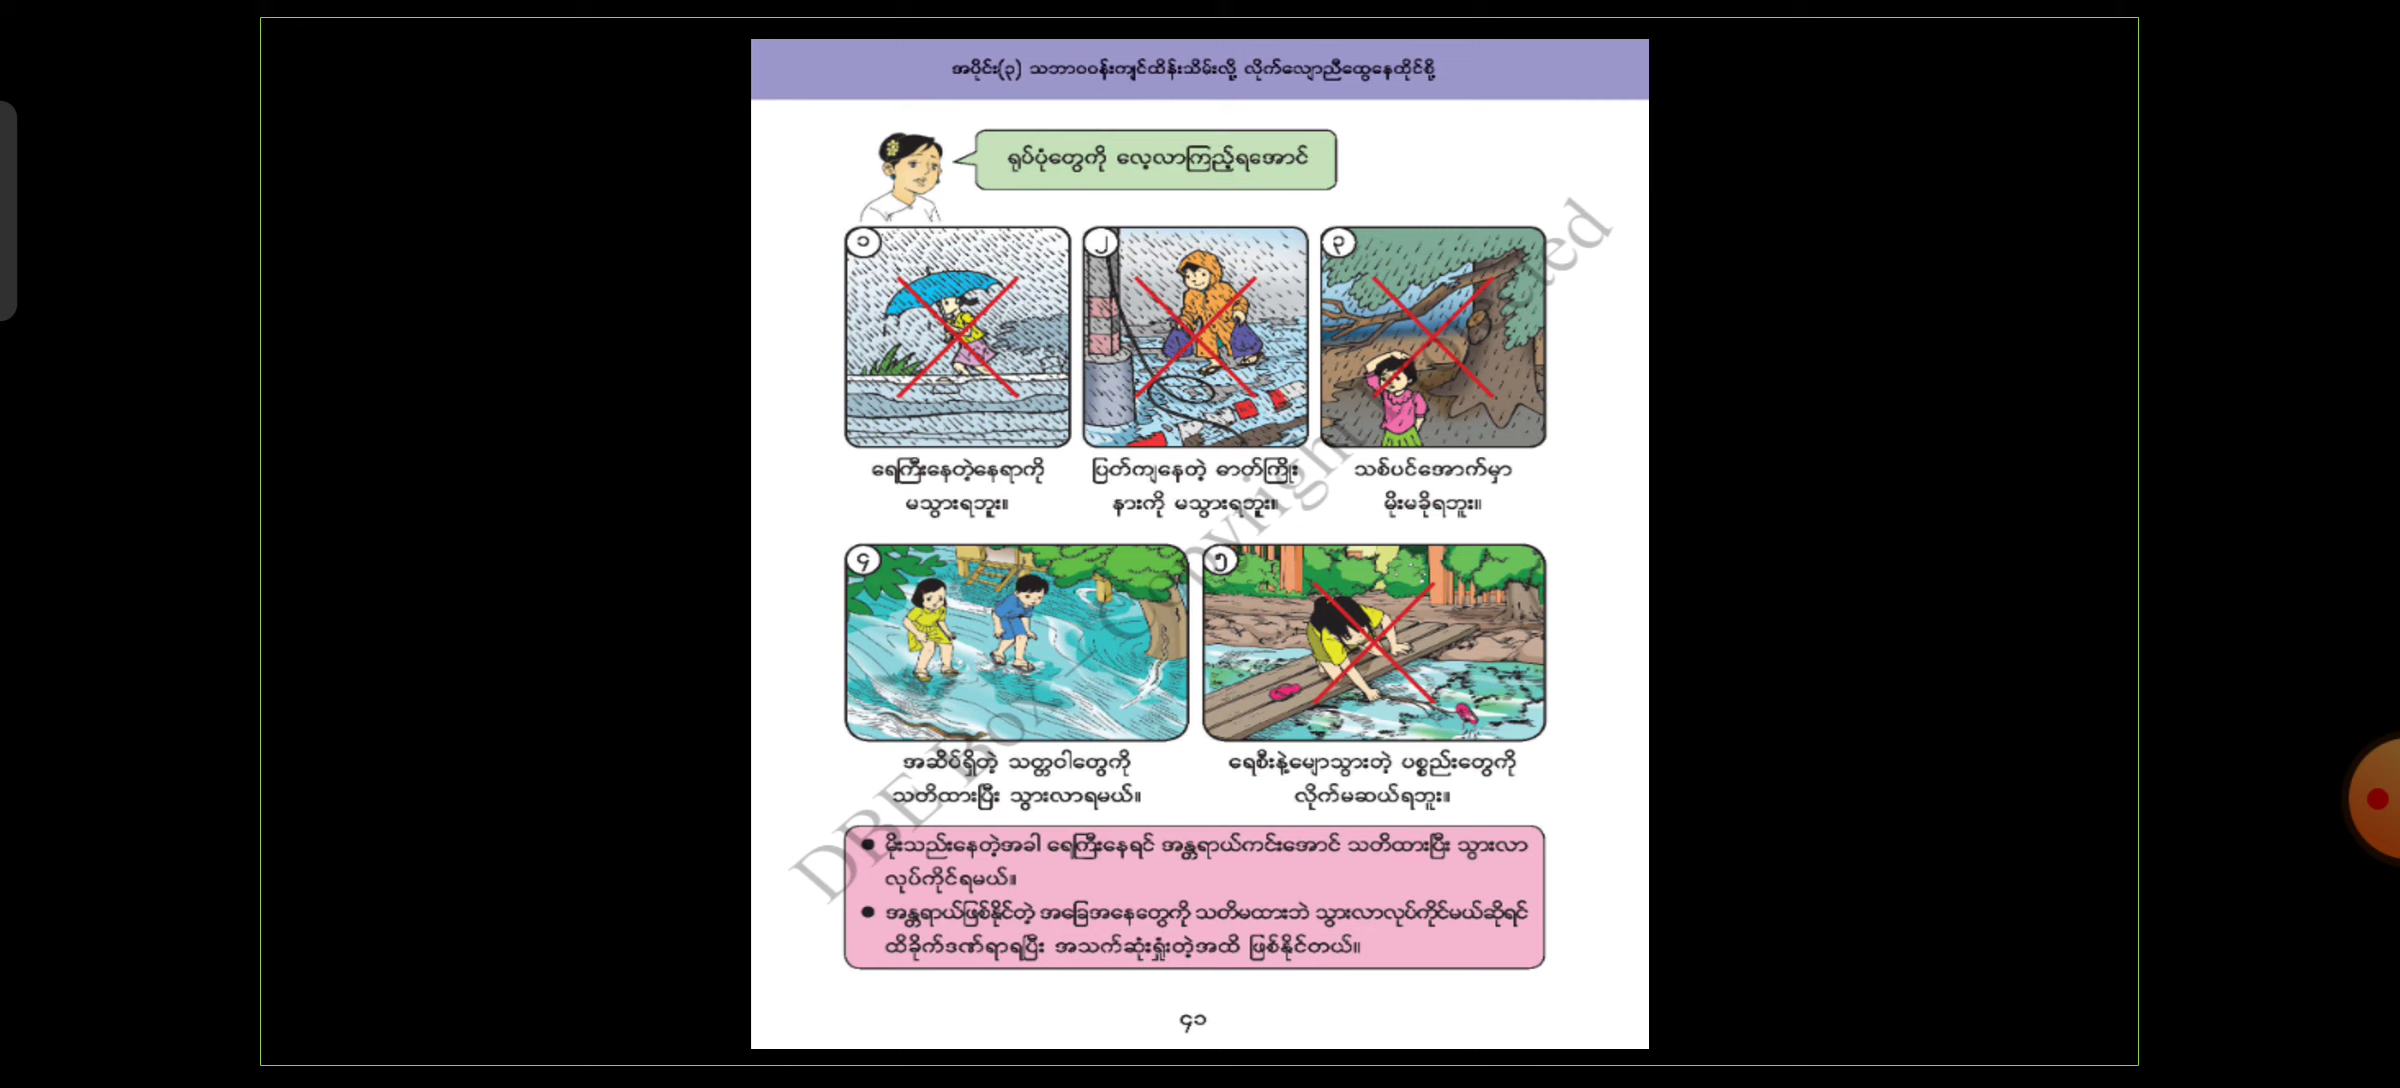 အပိုင်း(၃) သဘာဝဝန်းကျင်ထိန်းသိမ်းလို့ လိုက်လျောညီထွေနေထိုင်စို့
ရုပ်ပုံတွေကို လေ့လာကြည့်ရအောင်
၁
၂
၃
ရေကြီးနေတဲ့နေရာကို
မသွားရဘူး။
ပြတ်ကျနေတဲ့ ဓာတ်ကြိုး
နားကို မသွားရဘူး။
သစ်ပင်အောက်မှာ
မိုးမခိုရဘူး။
၄
၅
အဆိပ်ရှိတဲ့ သတ္တဝါတွေကို
သတိထားပြီး သွားလာရမယ်။
ရေစီးနဲ့မျောသွားတဲ့ ပစ္စည်းတွေကို
လိုက်မဆယ်ရဘူး။
● မိုးသည်းနေတဲ့အခါ ရေကြီးနေရင် အန္တရာယ်ကင်းအောင် သတိထားပြီး သွားလာ
လုပ်ကိုင်ရမယ်။
● အန္တရာယ်ဖြစ်နိုင်တဲ့ အခြေအနေတွေကို သတိမထားဘဲ သွားလာလုပ်ကိုင်မယ်ဆိုရင်
ထိခိုက်ဒဏ်ရာရပြီး အသက်ဆုံးရှုံးတဲ့အထိ ဖြစ်နိုင်တယ်။
၄၁